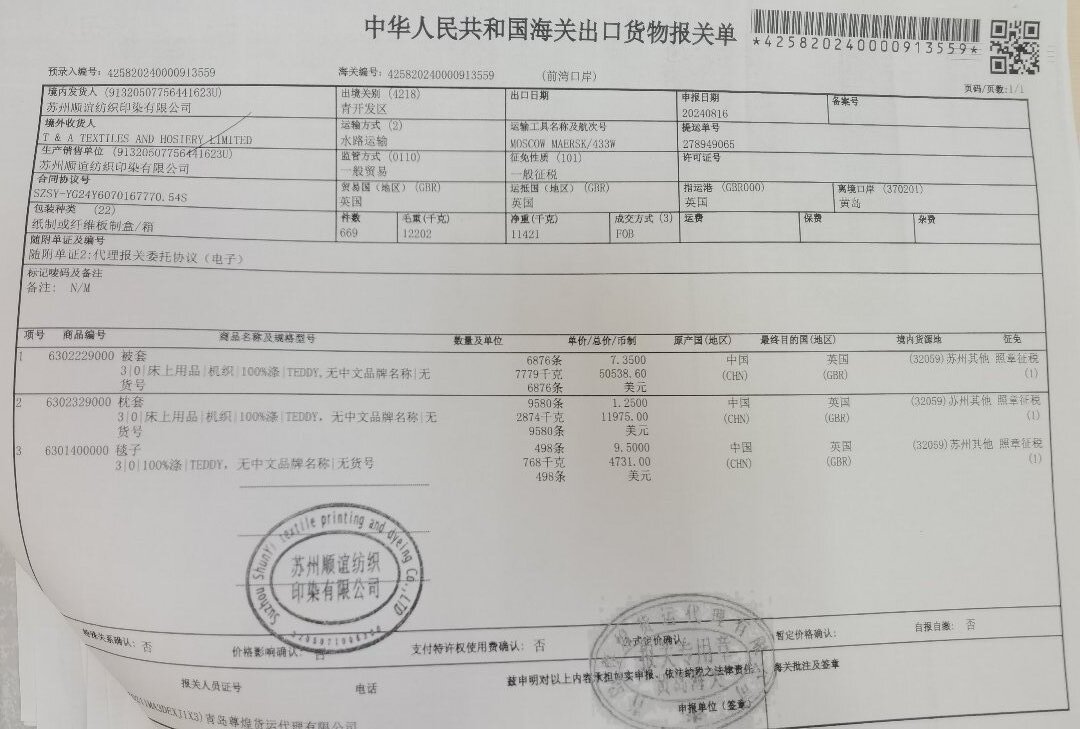 中华人民共和国海关出口货物报关单
*425820240000913559*
预录入编号: 425820240000913559 海关编号: 425820240000913559 (前湾口岸) 页码/页数:1/1
境内发货人 (91320507756441623U) 出境关别 (4218) 出口日期 申报日期 备案号
苏州顺谊纺织印染有限公司 青开发区 20240816
境外收货人 运输方式 (2) 运输工具名称及航次号 提运单号
T & A TEXTILES AND HOSIERY LIMITED 水路运输 MOSCOW MAERSK/433W 278949065
生产销售单位 (91320507756441623U) 监管方式 (0110) 征免性质 (101) 许可证号
苏州顺谊纺织印染有限公司 一般贸易 一般征税
合同协议号 贸易国(地区) (GBR) 运抵国(地区) (GBR) 指运港 (GBR000) 离境口岸 (370201)
SZSY-YG24Y6070167770.54S 英国 英国 英国 黄岛
包装种类 (22) 件数 毛重(千克) 净重(千克) 成交方式 (3) 运费 保费 杂费
纸制或纤维板制盒/箱 669 12202 11421 FOB
随附单证及编号
随附单证2:代理报关委托协议（电子）
标记唛码及备注
备注: N/M
项号 商品编号 商品名称及规格型号 数量及单位 单价/总价/币制 原产国(地区) 最终目的国(地区) 境内货源地 征免
1 6302229000 被套 6876条 7.3500 中国 英国 (32059)苏州其他 照章征税
3|0|床上用品|机织|100%涤|TEDDY,无中文品牌名称|无 7779千克 50538.60 (CHN) (GBR) (1)
货号 6876条 美元
2 6302329000 枕套 9580条 1.2500 中国 英国 (32059)苏州其他 照章征税
3|0|床上用品|机织|100%涤|TEDDY，无中文品牌名称|无 2874千克 11975.00 (CHN) (GBR) (1)
货号 9580条 美元
3 6301400000 毯子 498条 9.5000 中国 英国 (32059)苏州其他 照章征税
3|0|100%涤|TEDDY，无中文品牌名称|无货号 768千克 4731.00 (CHN) (GBR) (1)
498条 美元
Suzhou ShunYi textile printing and dyeing Co.,LTD
苏州顺谊纺织
印染有限公司
特殊关系确认: 否 价格影响确认: 否 支付特许权使用费确认: 否 公式定价确认: 暂定价格确认: 自报自缴: 否
报关人员证号 电话 兹申明对以上内容承担如实申报、依法纳税之法律责任 海关批注及签章
报关专用章
青岛尊煌货运代理有限公司 申报单位（签章）